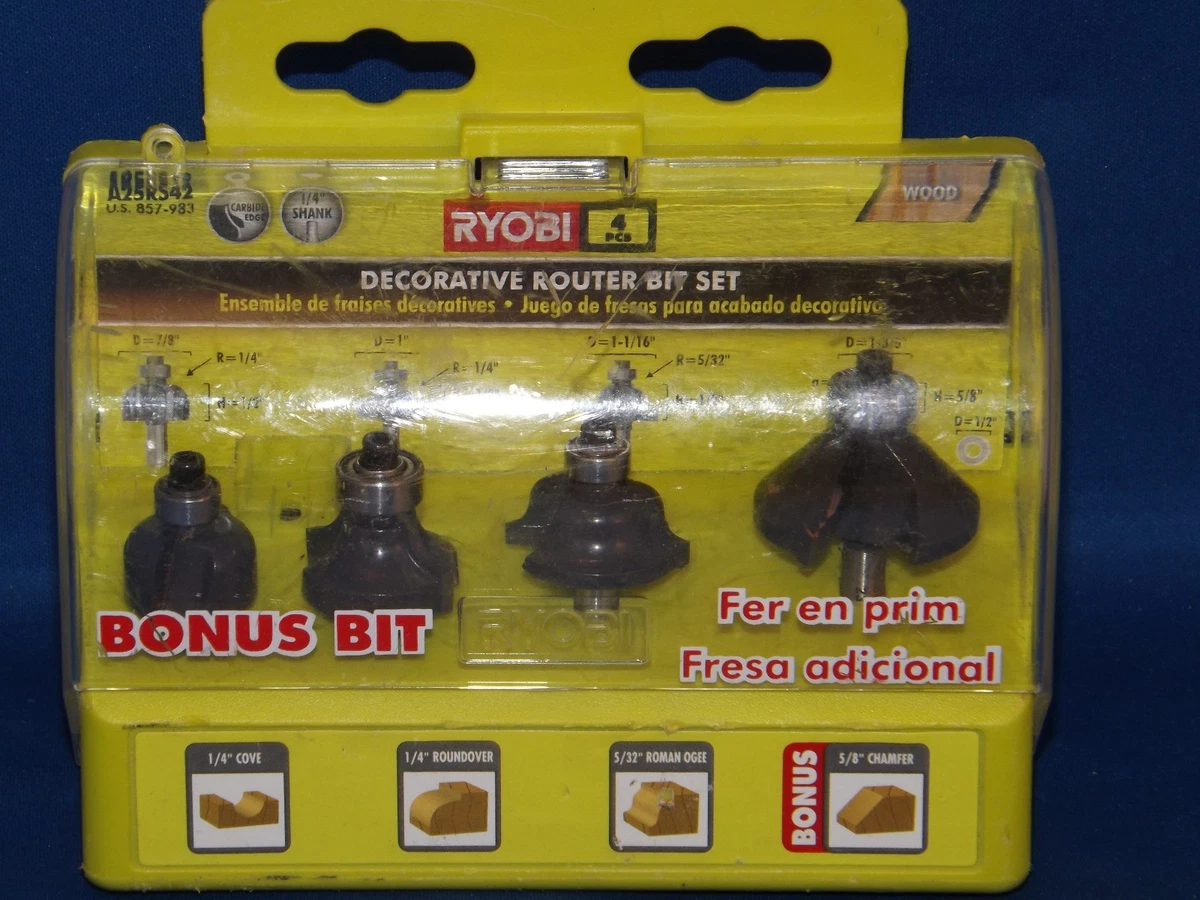 A25RS42
U.S. 857-983
CARBIDE EDGE
1/4" SHANK
RYOBI
4 PCS
WOOD
DECORATIVE ROUTER BIT SET
Ensemble de fraises décoratives • Juego de fresas para acabado decorativo
D=7/8"
R=1/4"
H=1/2"
D=1"
R=1/4"
D=1-1/16"
R=5/32"
H=5/8"
D=1/2"
BONUS BIT
RYOBI
Fer en prim
Fresa adicional
1/4" COVE
1/4" ROUNDOVER
5/32" ROMAN OGEE
BONUS
5/8" CHAMFER